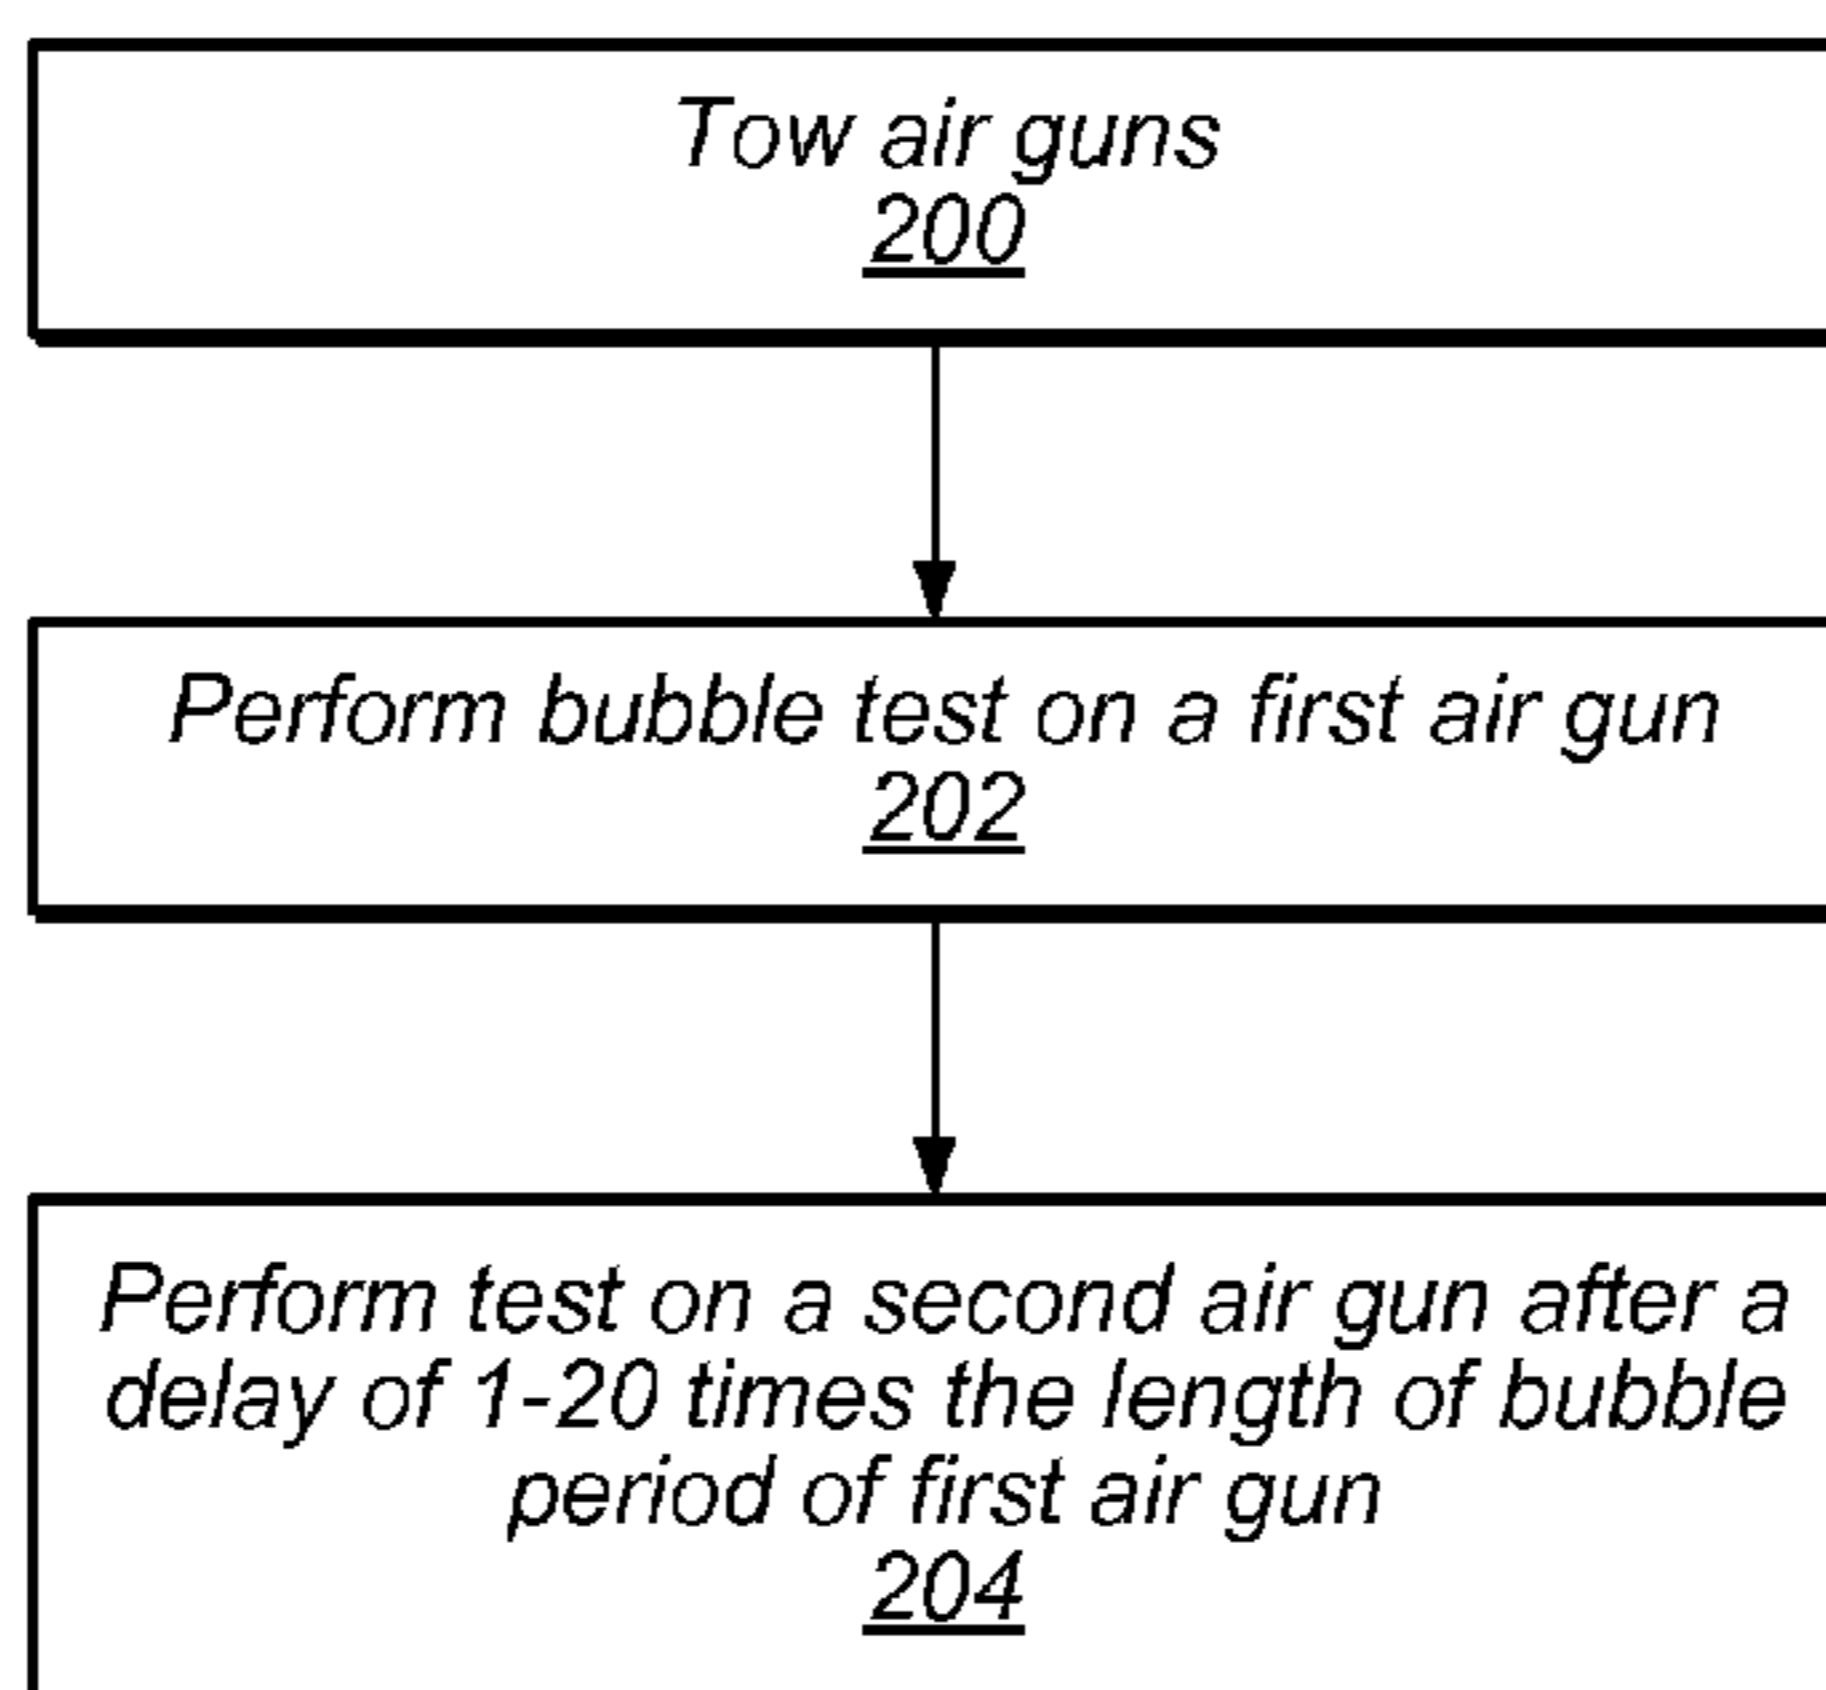 Tow air guns
200
Perform bubble test on a first air gun
202
Perform test on a second air gun after a
delay of 1-20 times the length of bubble
period of first air gun
204